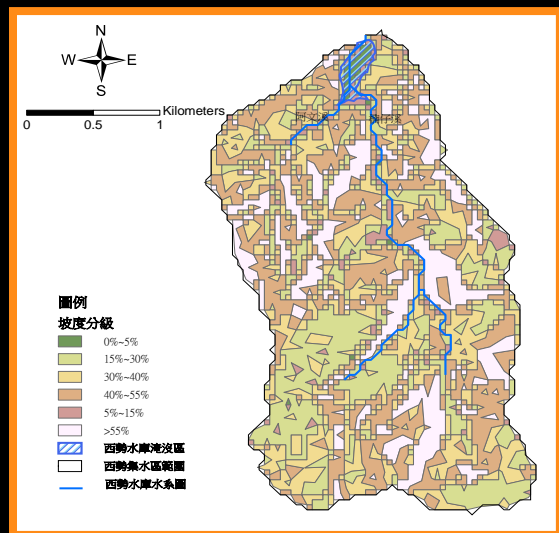 N
W E
S
Kilometers
0 0.5 1
圖例
坡度分級
0%~5%
15%~30%
30%~40%
40%~55%
5%~15%
>55%
西勢水庫淹沒區
西勢集水區範圍
西勢水庫水系圖